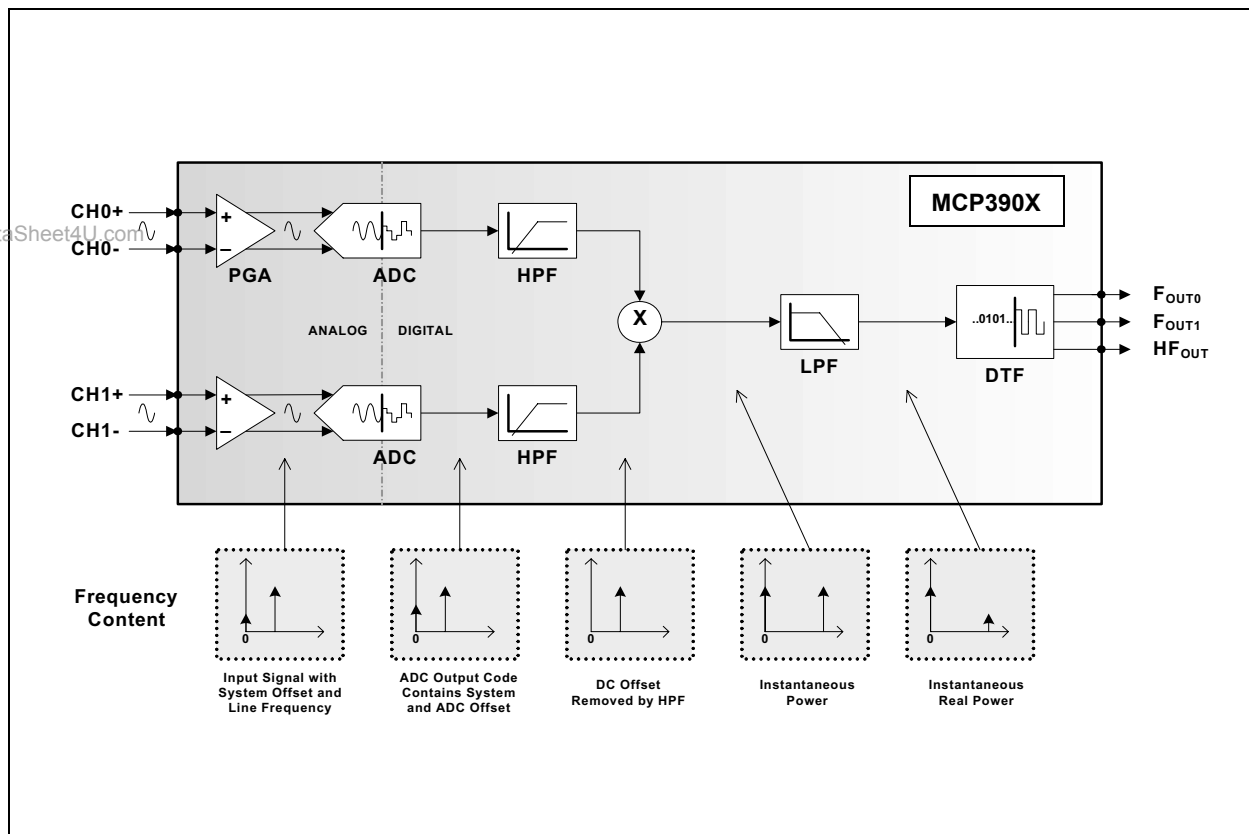 MCP390X
CH0+
taSheet4U.com
CH0-
PGA
ADC
HPF
ANALOG
DIGITAL
X
LPF
..0101..
DTF
FOUT0
FOUT1
HFOUT
CH1+
CH1-
ADC
HPF
Frequency
Content
0
0
0
0
0
Input Signal with
System Offset and
Line Frequency
ADC Output Code
Contains System
and ADC Offset
DC Offset
Removed by HPF
Instantaneous
Power
Instantaneous
Real Power